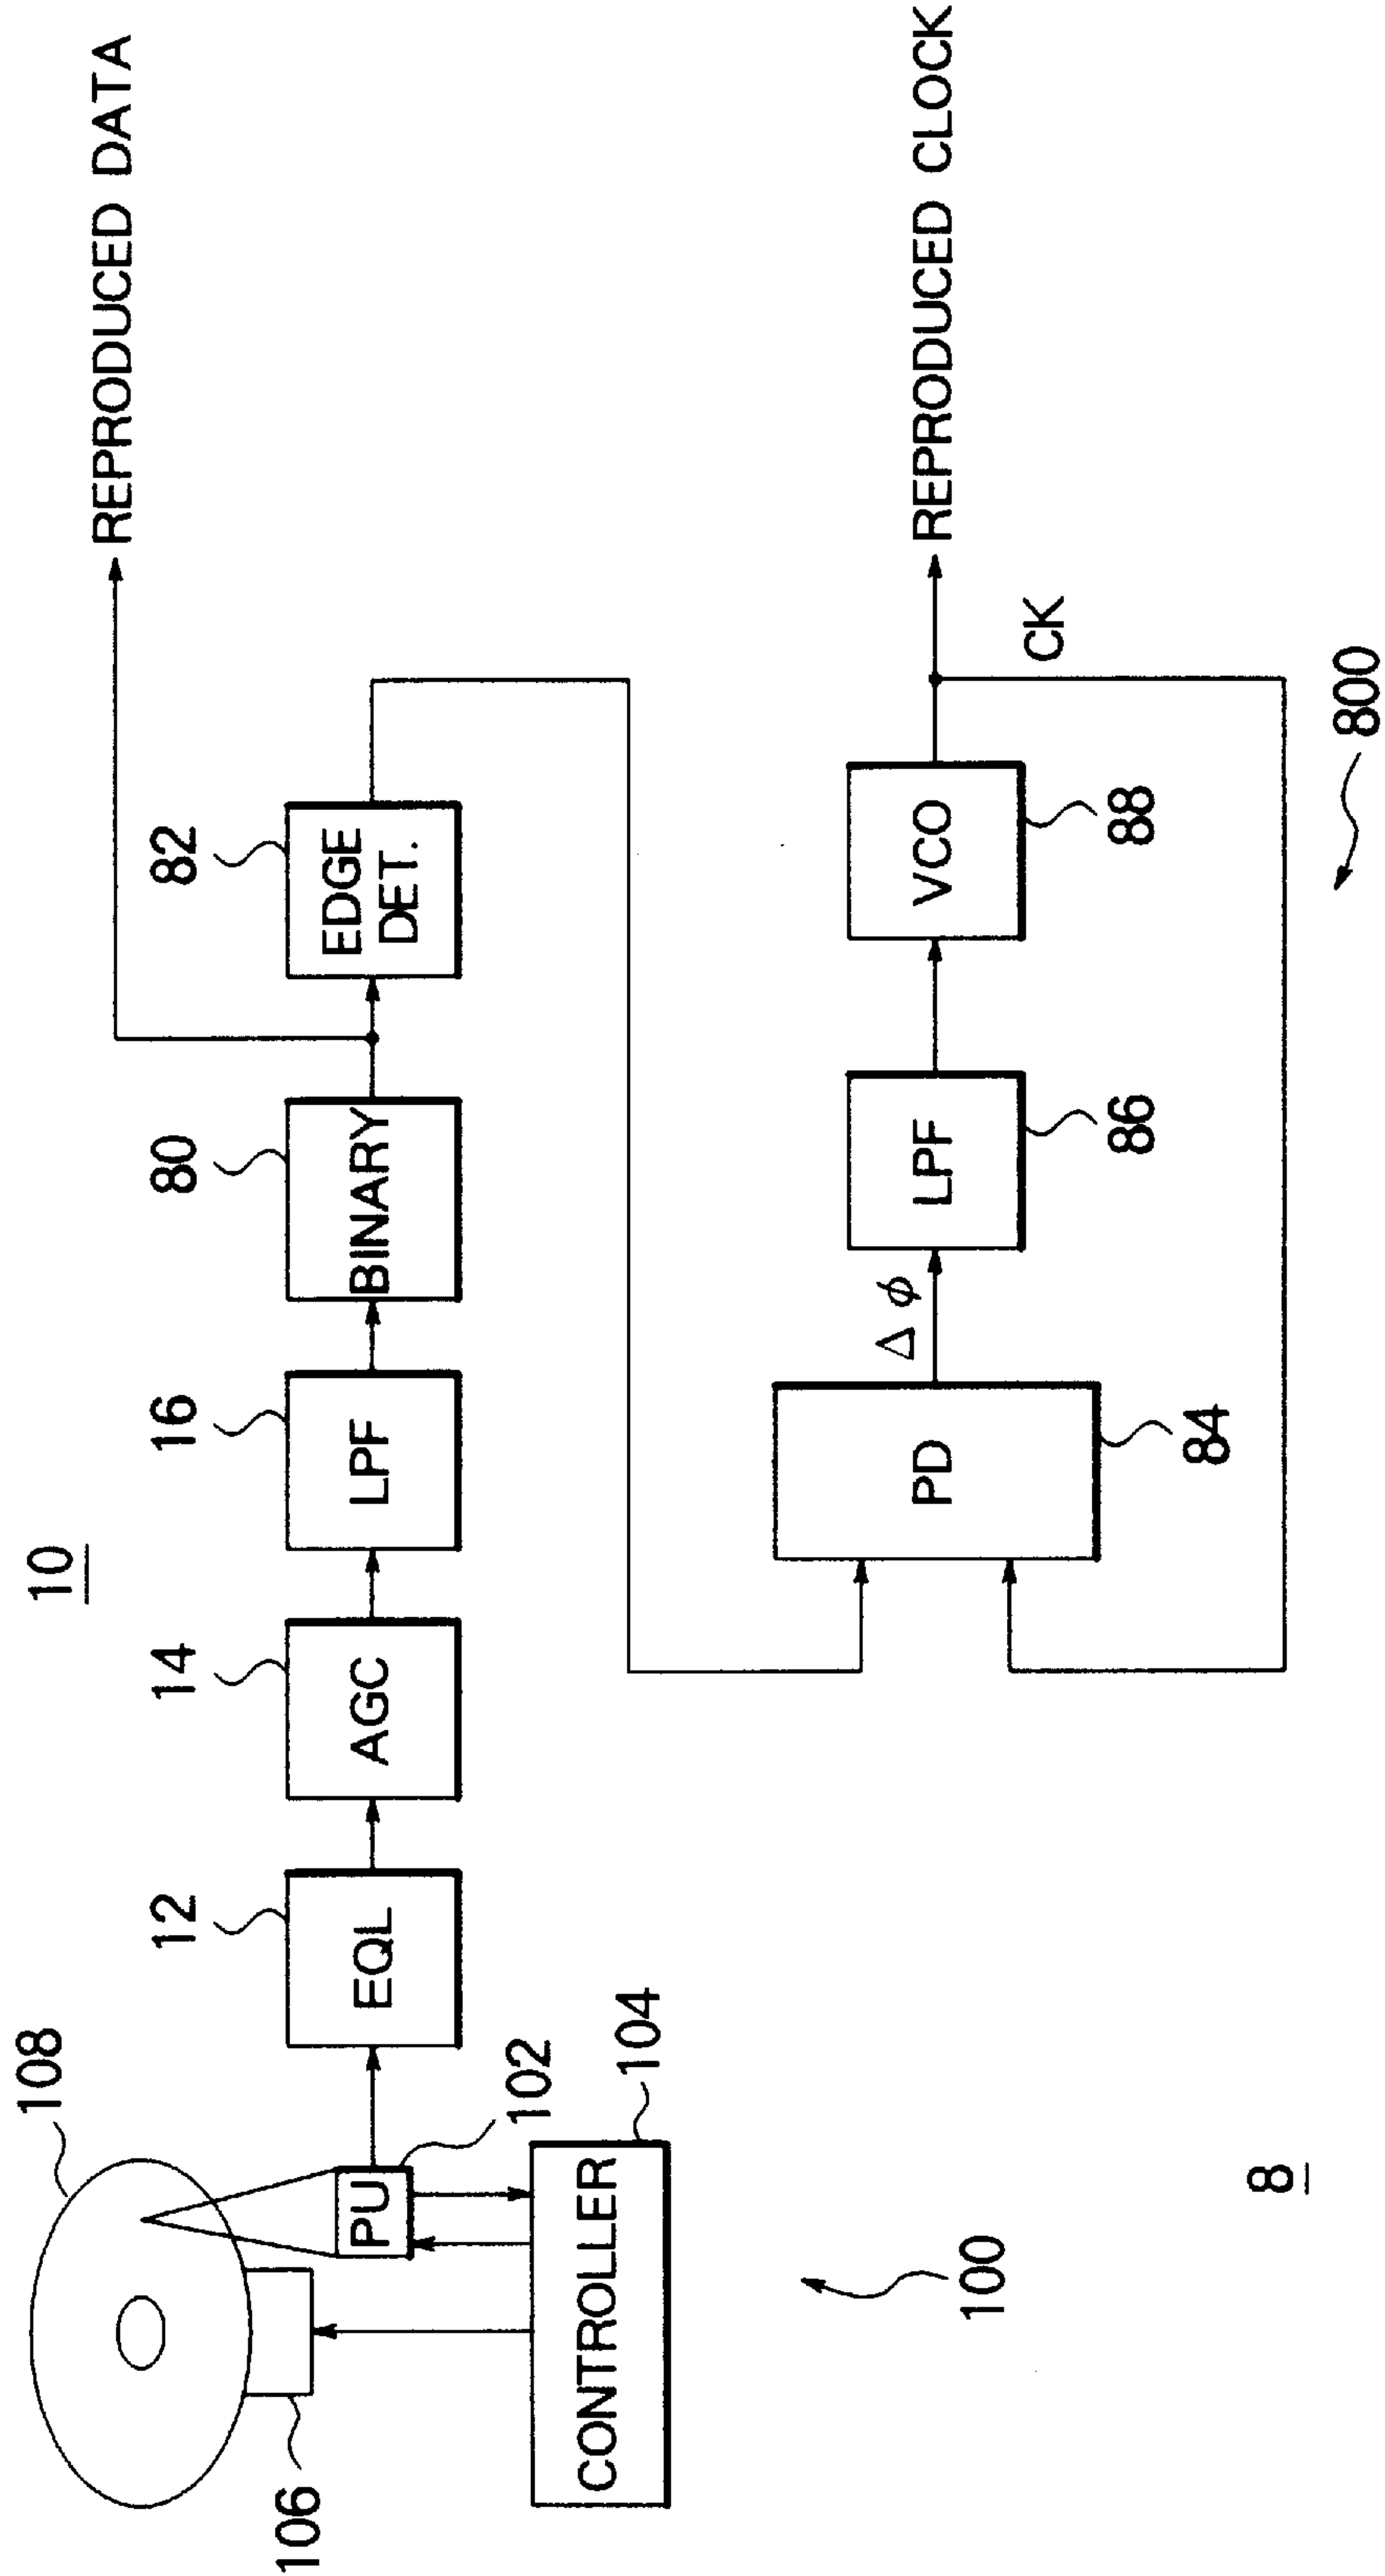 10
REPRODUCED DATA
108
12
14
16
80
82
EQL
AGC
LPF
BINARY
EDGE
DET.
106
PU
102
CONTROLLER
104
REPRODUCED CLOCK
PD
Δφ
LPF
VCO
CK
84
86
88
100
8
800